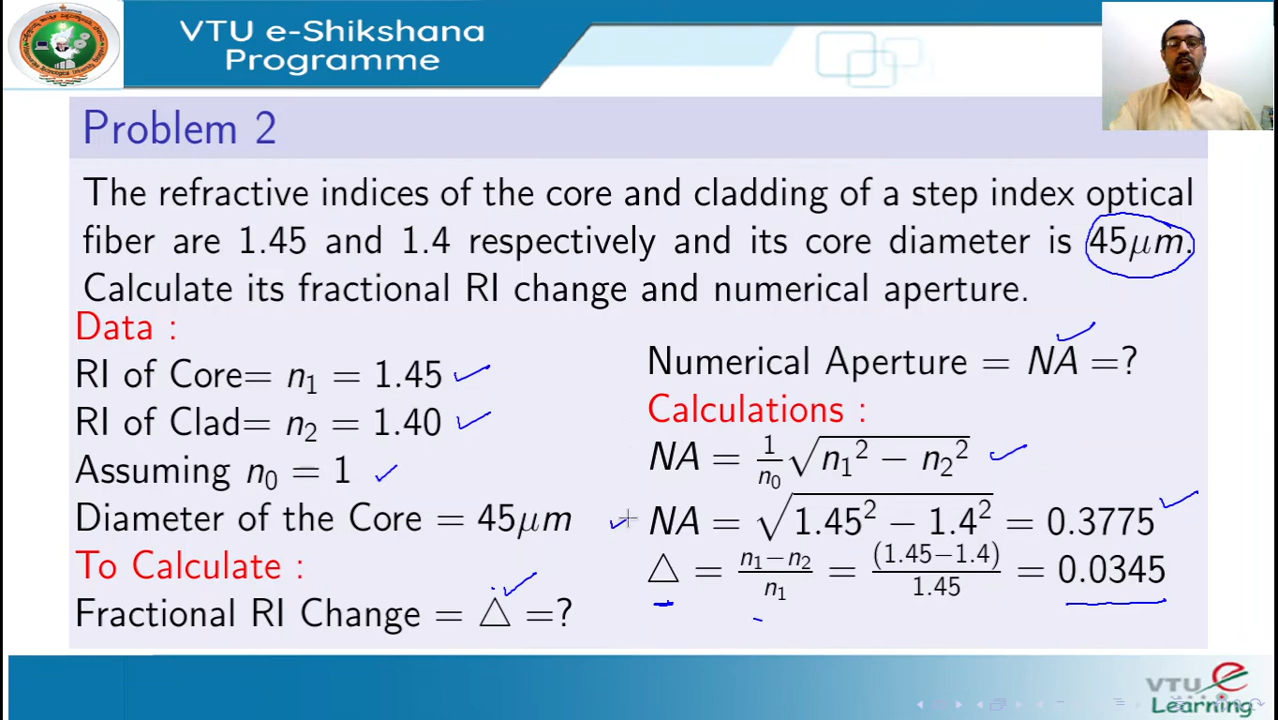 VTU e-Shikshana
Programme
Problem 2
The refractive indices of the core and cladding of a step index optical
fiber are 1.45 and 1.4 respectively and its core diameter is 45μm.
Calculate its fractional RI change and numerical aperture.
Data :
RI of Core= n₁ = 1.45
RI of Clad= n₂ = 1.40
Assuming n₀ = 1
Diameter of the Core = 45μm
To Calculate :
Fractional RI Change = △ =?
Numerical Aperture = NA =?
Calculations :
NA = 1/n₀ √(n₁² − n₂²)
NA = √(1.45² − 1.4²) = 0.3775
△ = (n₁−n₂)/n₁ = (1.45−1.4)/1.45 = 0.0345
VTU
Learning